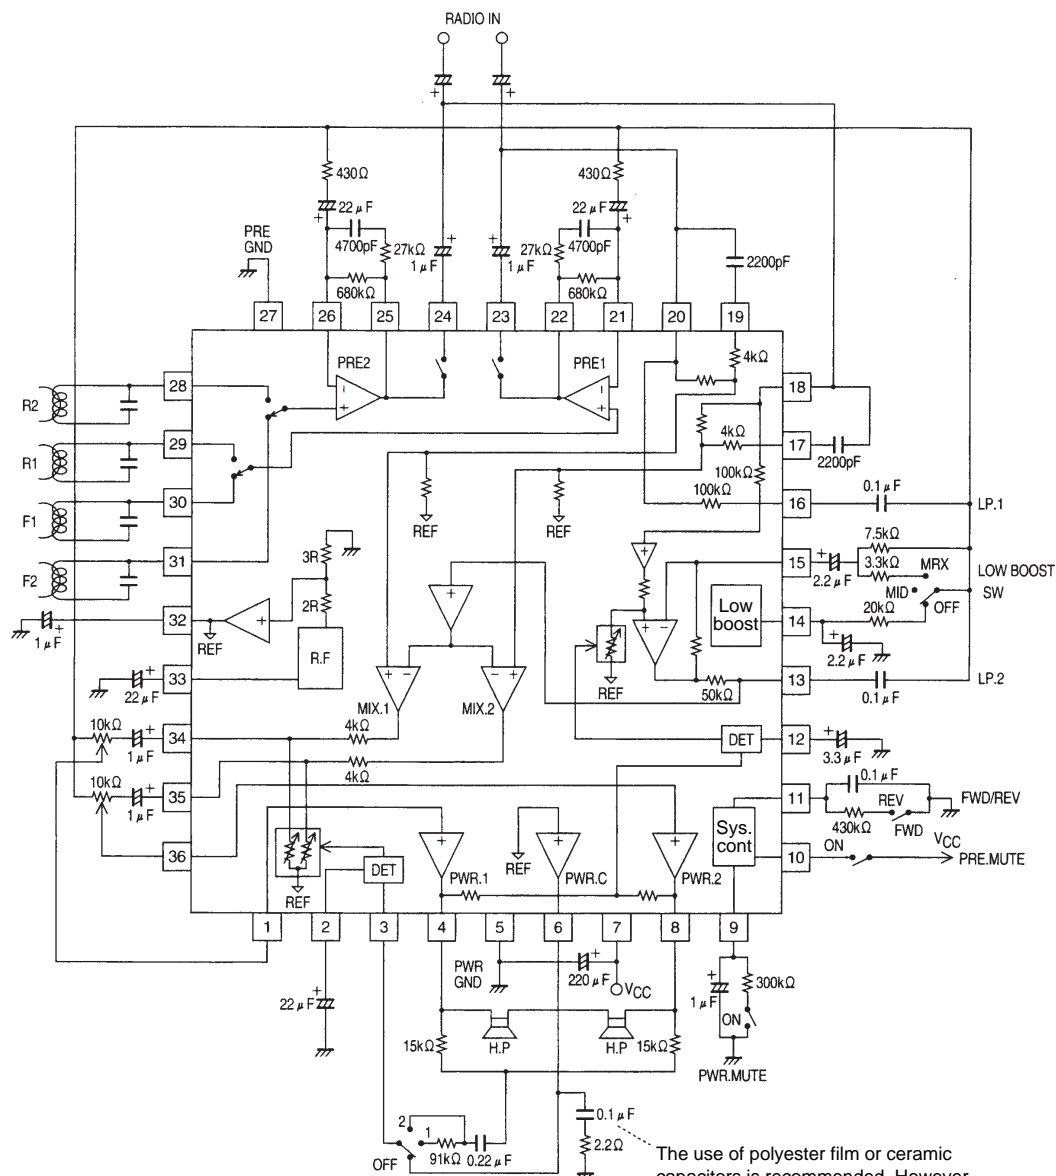 RADIO IN
+ +
430Ω 430Ω
22μF 22μF
+ +
PRE GND
4700pF 27kΩ 1μF 1μF 27kΩ 4700pF
2200pF
680kΩ 680kΩ
27 26 25 24 23 22 21 20 19
PRE2 PRE1 4kΩ
R2 28 18
4kΩ 17
R1 29 2200pF
100kΩ
100kΩ 16 0.1μF LP.1
F1 30
REF REF
7.5kΩ
F2 31 3R 15 2.2μF 3.3kΩ MRX LOW BOOST
MID SW
OFF
2R Low boost 14 20kΩ
1μF 32 REF
2.2μF
R.F REF
22μF 33 MIX.1 MIX.2 50kΩ 13 0.1μF LP.2
10kΩ 1μF 34 4kΩ DET 12 3.3μF
10kΩ 1μF 35 4kΩ 0.1μF
11 REV FWD/REV
430kΩ FWD
Sys. cont
36 REF 10 ON VCC
PRE.MUTE
DET PWR.1 PWR.C PWR.2
REF
1 2 3 4 5 6 7 8 9
PWR GND
220μF VCC
22μF
1μF 300kΩ
ON
15kΩ H.P H.P 15kΩ
PWR.MUTE
2 1
0.1μF
OFF 91kΩ 0.22μF 2.2Ω
The use of polyester film or ceramic
capacitors is recommended. However,